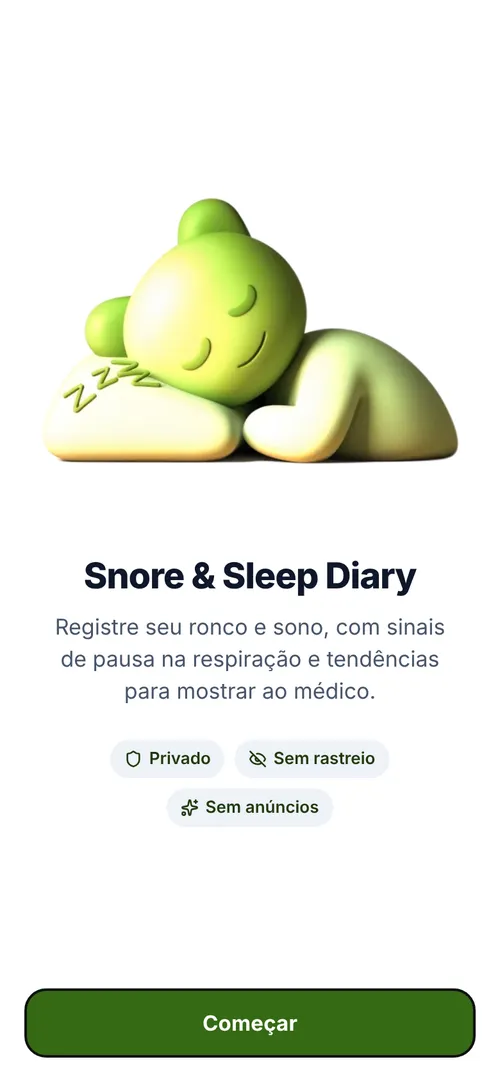 zzzz
Snore & Sleep Diary
Registre seu ronco e sono, com sinais
de pausa na respiração e tendências
para mostrar ao médico.
Privado
Sem rastreio
Sem anúncios
Começar